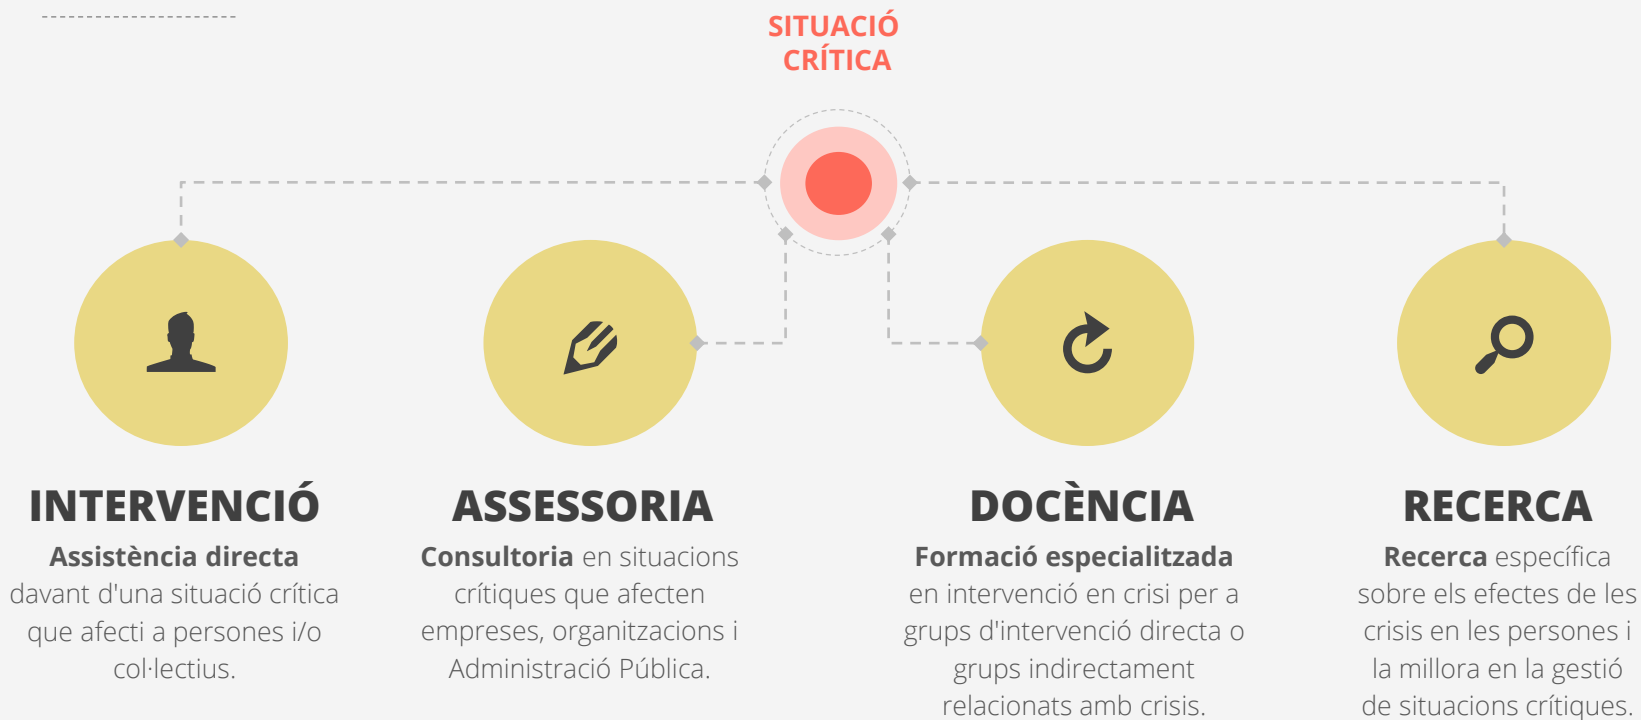 SITUACIÓ
CRÍTICA
INTERVENCIÓ
Assistència directa
davant d'una situació crítica
que afecti a persones i/o
col·lectius.
ASSESSORIA
Consultoria en situacions
crítiques que afecten
empreses, organitzacions i
Administració Pública.
DOCÈNCIA
Formació especialitzada
en intervenció en crisi per a
grups d'intervenció directa o
grups indirectament
relacionats amb crisis.
RECERCA
Recerca específica
sobre els efectes de les
crisis en les persones i
la millora en la gestió
de situacions crítiques.